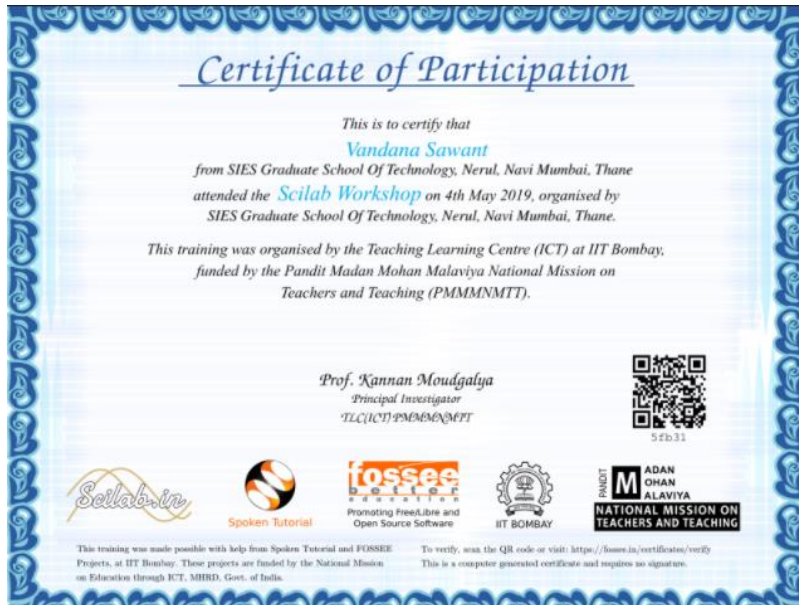 Certificate of Participation
This is to certify that
Vandana Sawant
from SIES Graduate School Of Technology, Nerul, Navi Mumbai, Thane
attended the Scilab Workshop on 4th May 2019, organised by
SIES Graduate School Of Technology, Nerul, Navi Mumbai, Thane.
This training was organised by the Teaching Learning Centre (ICT) at IIT Bombay,
funded by the Pandit Madan Mohan Malaviya National Mission on
Teachers and Teaching (PMMMNMTT).
Prof. Kannan Moudgalya
Principal Investigator
TLC(ICT) PMMMNMTT
5fb31
Scilab.in
Spoken Tutorial
fossee
better
education
Promoting Free/Libre and
Open Source Software
IIT BOMBAY
PANDIT
MADAN
MOHAN
MALAVIYA
NATIONAL MISSION ON
TEACHERS AND TEACHING
This training was made possible with help from Spoken Tutorial and FOSSEE
Projects, at IIT Bombay. These projects are funded by the National Mission
on Education through ICT, MHRD, Govt. of India.
To verify, scan the QR code or visit: https://fossee.in/certificates/verify
This is a computer generated certificate and requires no signature.